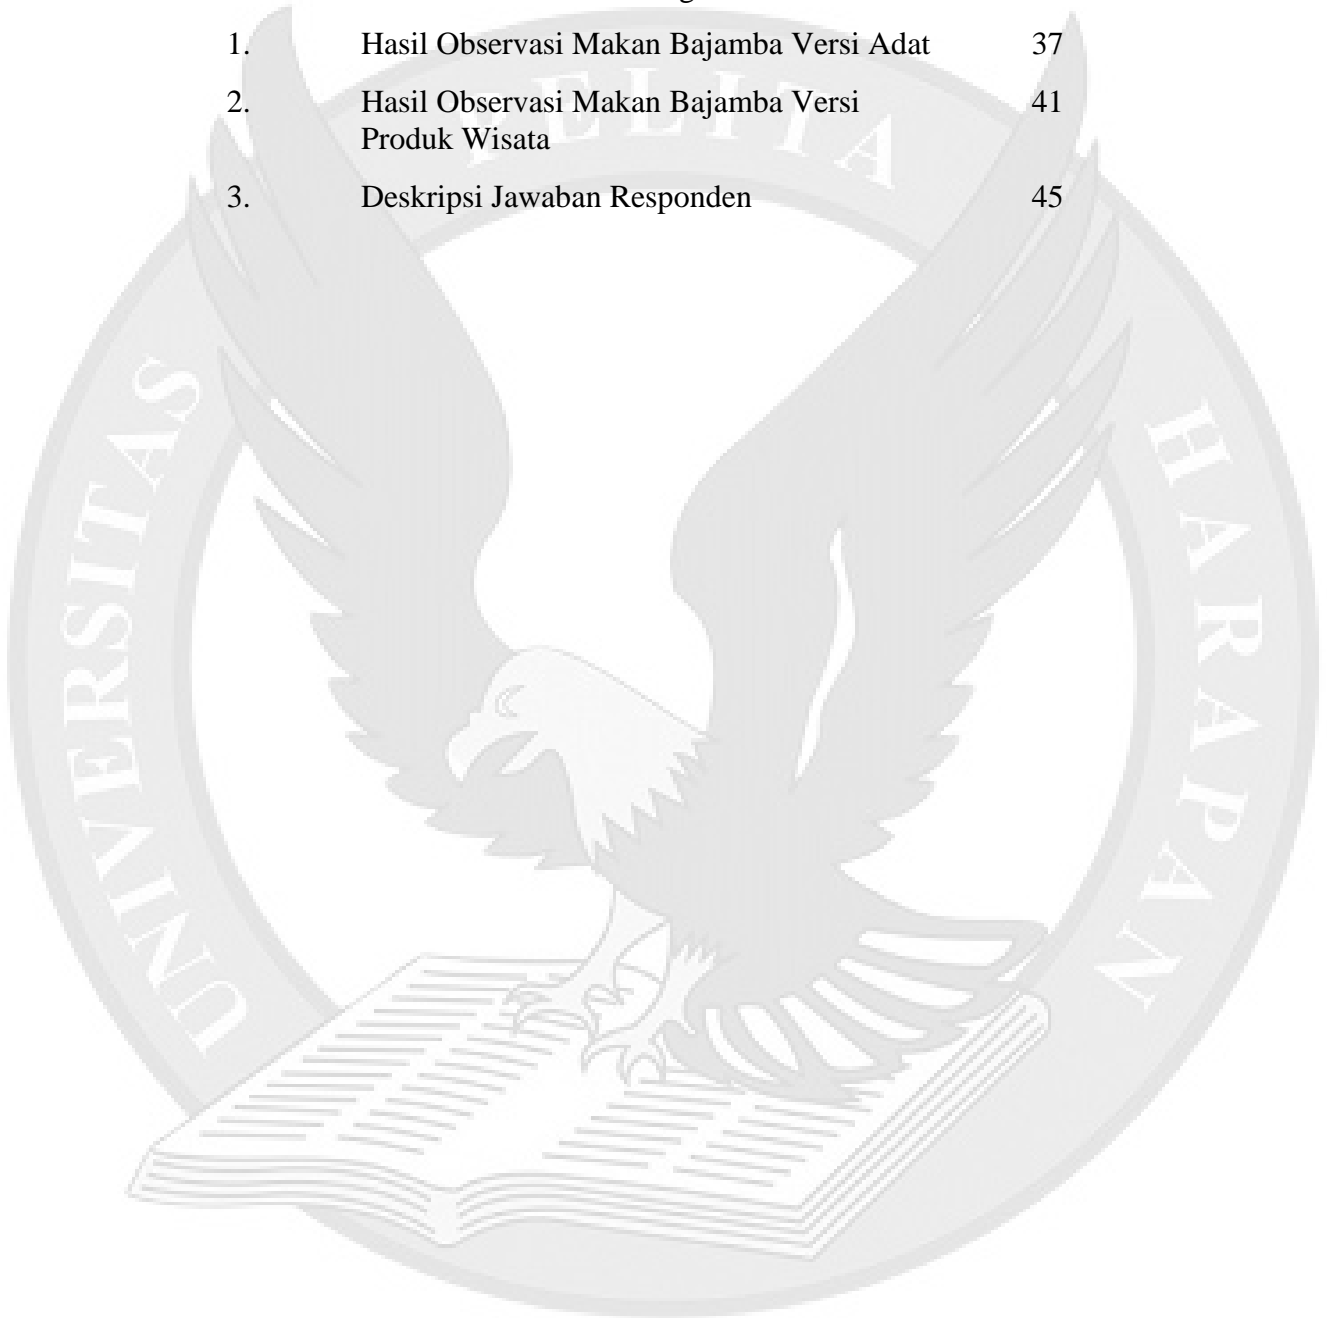 1. Hasil Observasi Makan Bajamba Versi Adat 37
2. Hasil Observasi Makan Bajamba Versi 41
Produk Wisata
3. Deskripsi Jawaban Responden 45
UNIVERSITAS PELITA HARAPAN